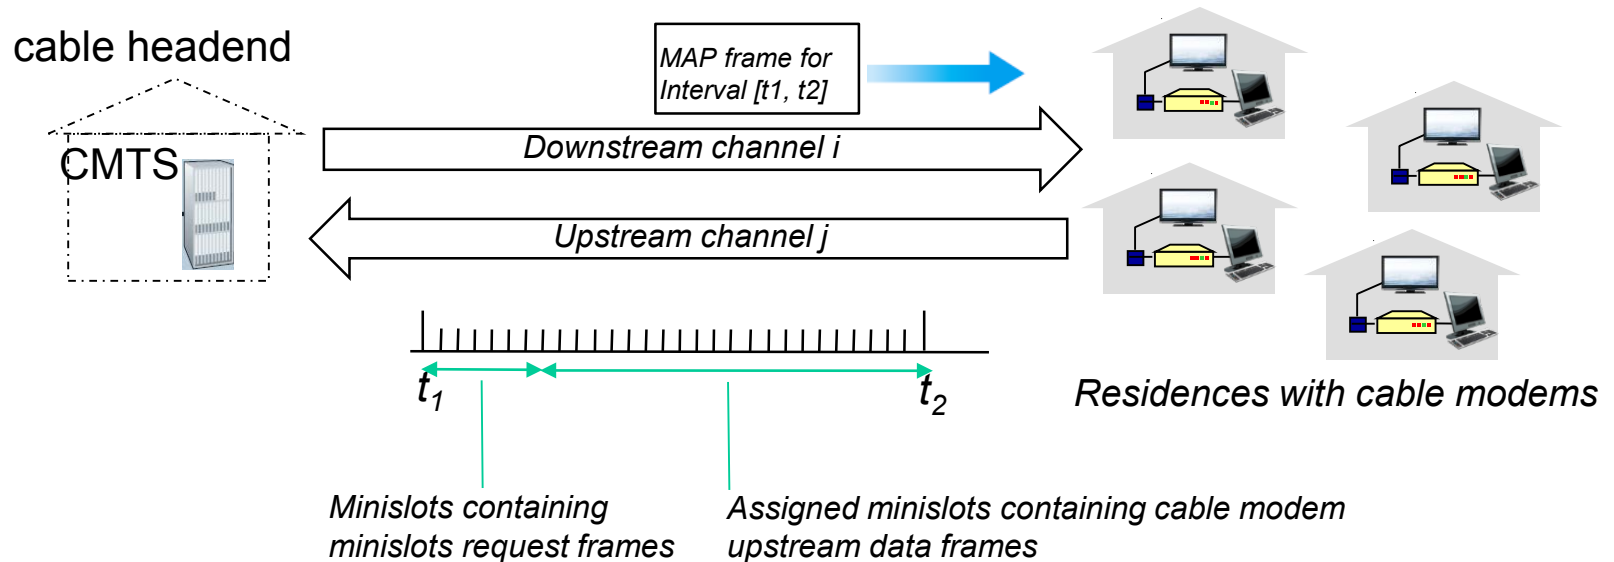 cable headend
MAP frame for
Interval [t1, t2]
CMTS
Downstream channel i
Upstream channel j
t1
t2
Residences with cable modems
Minislots containing
minislots request frames
Assigned minislots containing cable modem
upstream data frames